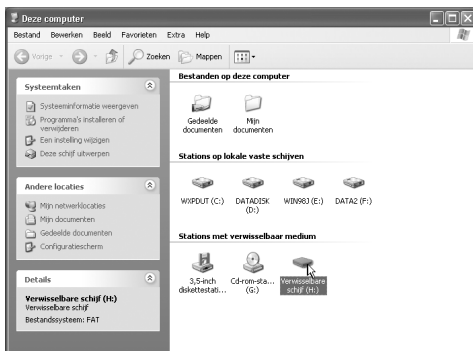 Deze computer
Bestand Bewerken Beeld Favorieten Extra Help
Vorige Zoeken Mappen
Systeemtaken
Systeeminformatie weergeven
Programma's installeren of
verwijderen
Een instelling wijzigen
Deze schijf uitwerpen
Andere locaties
Mijn netwerklocaties
Mijn documenten
Gedeelde documenten
Configuratiescherm
Details
Verwisselbare schijf (H:)
Verwisselbare schijf
Bestandssysteem: FAT
Bestanden op deze computer
Gedeelde Mijn
documenten documenten
Stations op lokale vaste schijven
WXPDUT (C:) DATADISK WIN98J (E:) DATA2 (F:)
(D:)
Stations met verwisselbaar medium
3,5-inch Cd-rom-sta... Verwisselbare
diskettestati... (G:) schijf (H:)